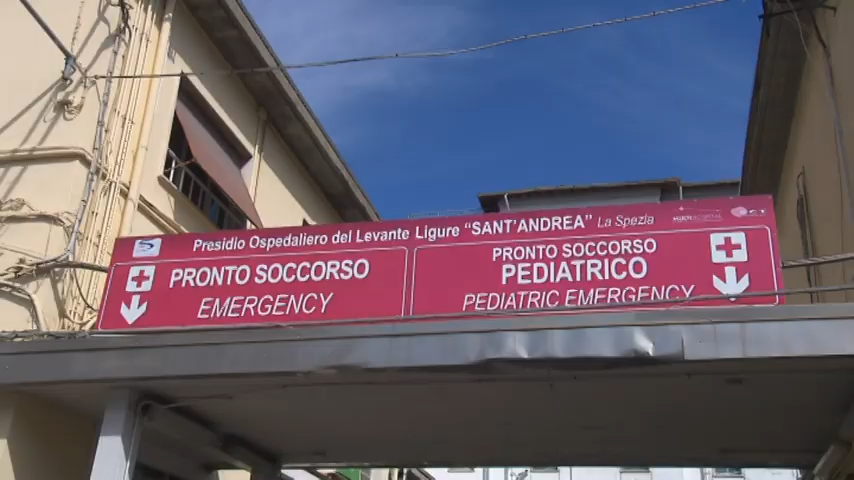 Presidio Ospedaliero del Levante Ligure "SANT'ANDREA" La Spezia
PRONTO SOCCORSO
EMERGENCY
PRONTO SOCCORSO
PEDIATRICO
PEDIATRIC EMERGENCY